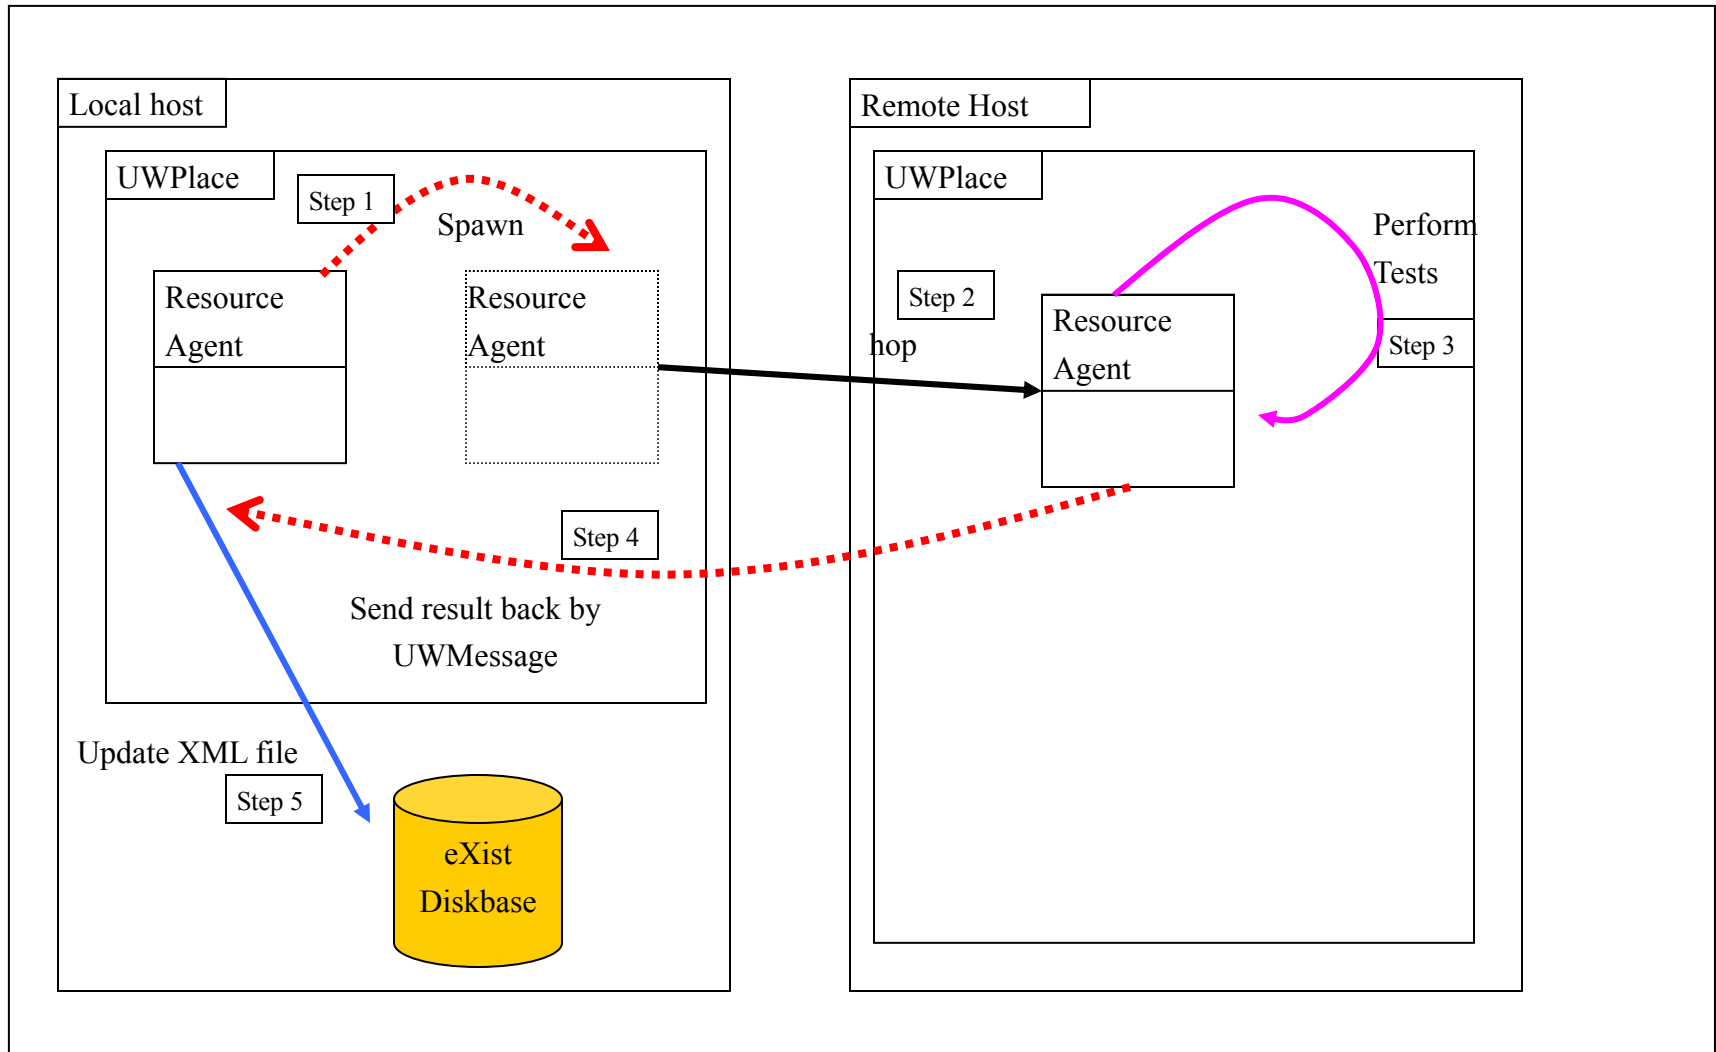 Local host
UWPlace
Step 1
Spawn
Resource
Agent
Resource
Agent
Remote Host
UWPlace
Step 2
hop
Resource
Agent
Perform
Tests
Step 3
Step 4
Send result back by
UWMessage
Update XML file
Step 5
eXist
Diskbase